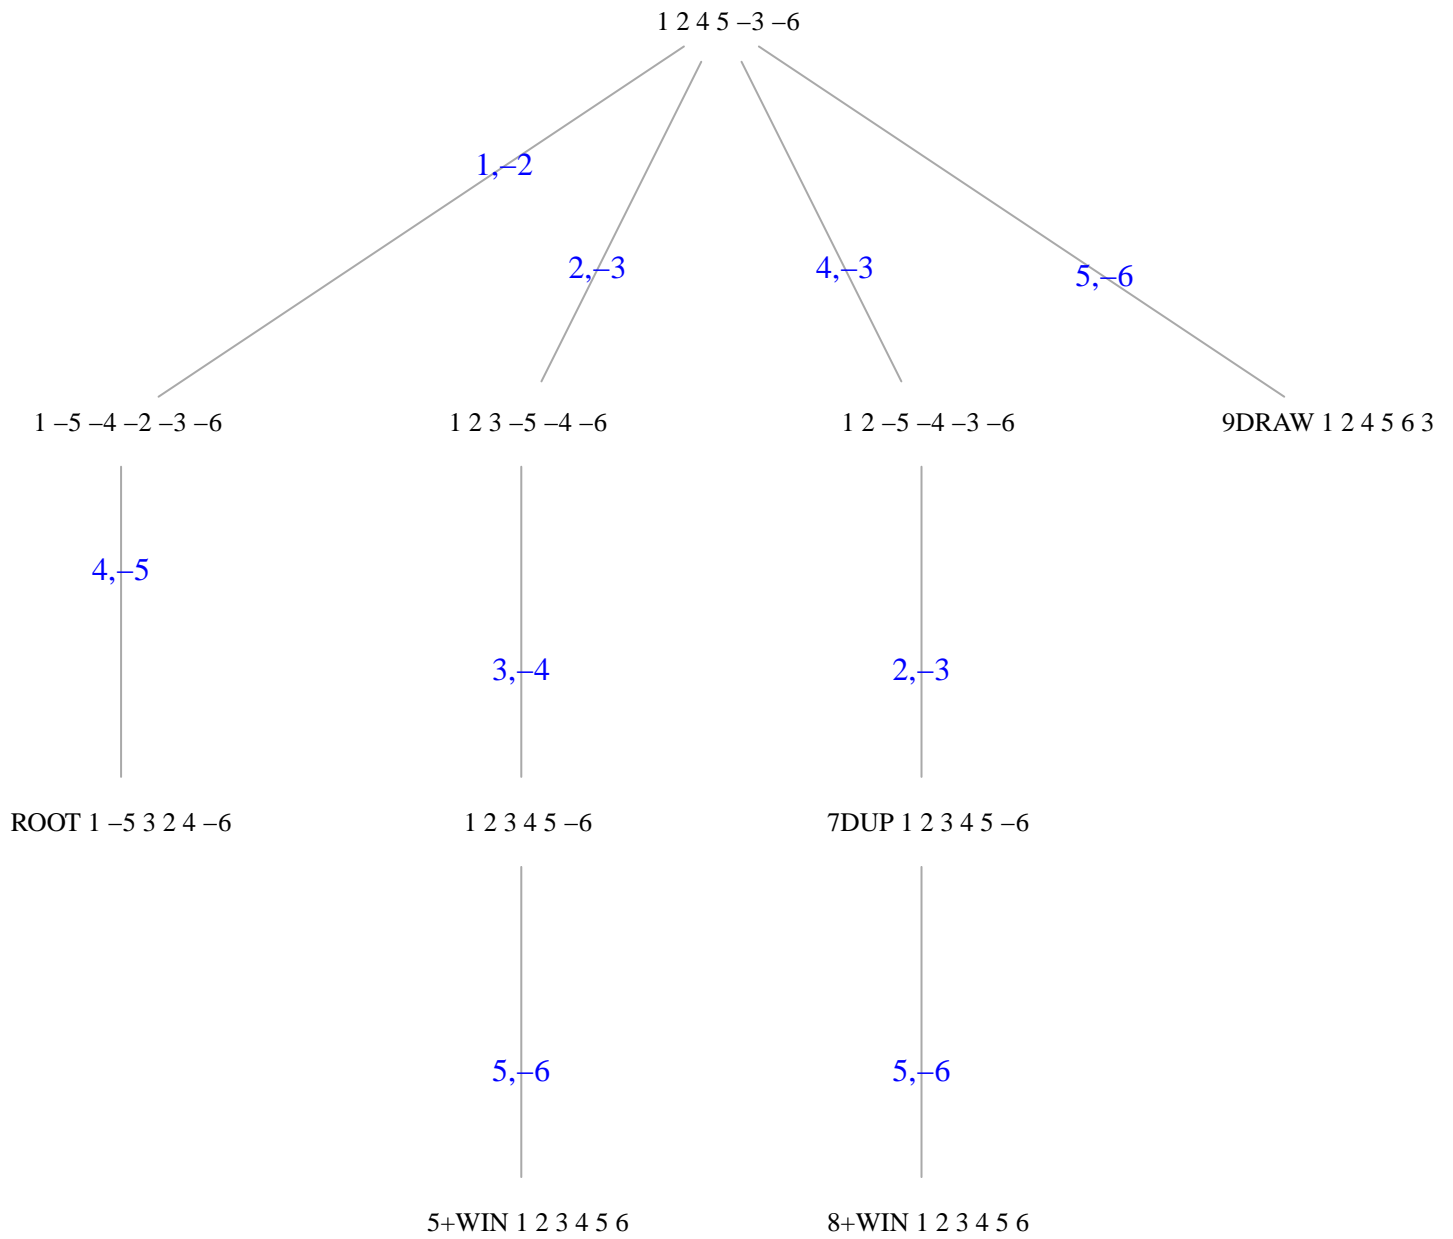 1 2 4 5 −3 −6
1,−2
2,−3
4,−3
5,−6
1 −5 −4 −2 −3 −6
1 2 3 −5 −4 −6
1 2 −5 −4 −3 −6
9DRAW 1 2 4 5 6 3
4,−5
3,−4
2,−3
ROOT 1 −5 3 2 4 −6
1 2 3 4 5 −6
7DUP 1 2 3 4 5 −6
5,−6
5,−6
5+WIN 1 2 3 4 5 6
8+WIN 1 2 3 4 5 6